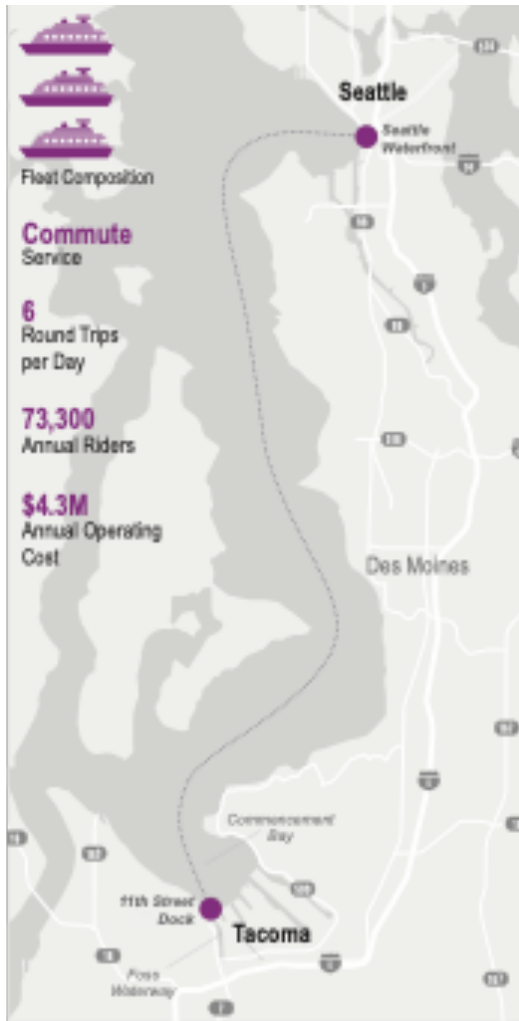 Fleet Composition
Commute
Service
6
Round Trips
per Day
73,300
Annual Riders
$4.3M
Annual Operating
Cost
Seattle
Seattle
Waterfront
Des Moines
Commencement
Bay
11th Street
Dock
Tacoma
Foss
Waterway